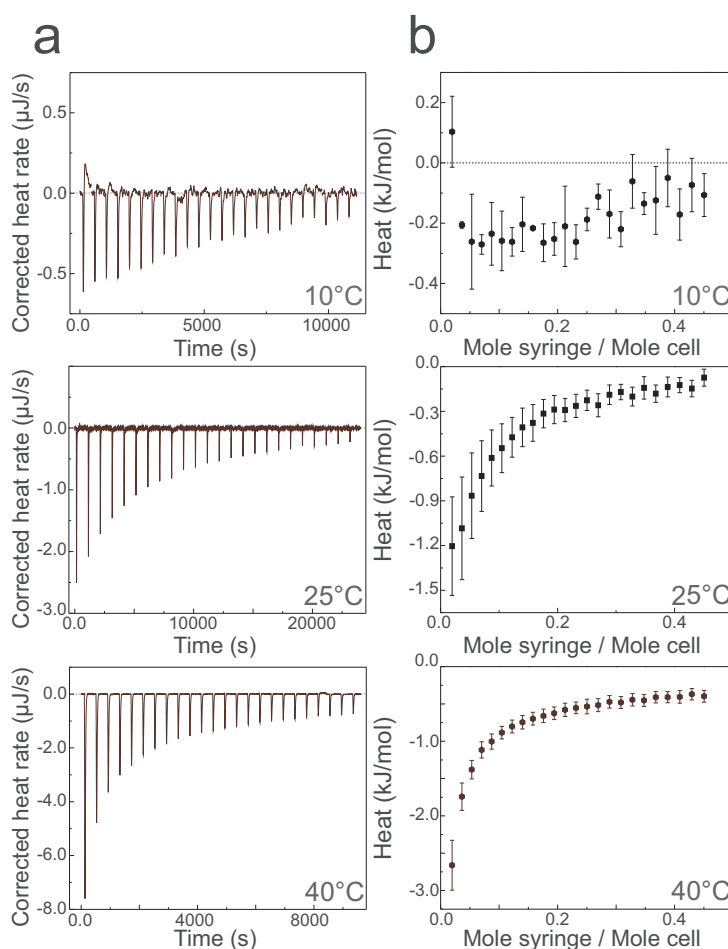 a
b
Corrected heat rate (μJ/s)
0.5
0.0
-0.5
0.0
5000
10000
Time (s)
10°C
Heat (kJ/mol)
0.2
0.0
-0.2
-0.4
0.0
0.2
0.4
Mole syringe / Mole cell
10°C
Corrected heat rate (μJ/s)
0.0
-1.0
-2.0
-3.0
0.0
10000
20000
Time (s)
25°C
Heat (kJ/mol)
0.0
-0.3
-0.6
-0.9
-1.2
-1.5
0.0
0.2
0.4
Mole syringe / Mole cell
25°C
Corrected heat rate (μJ/s)
0.0
-2.0
-4.0
-6.0
-8.0
0.0
4000
8000
Time (s)
40°C
Heat (kJ/mol)
0.0
-1.0
-2.0
-3.0
0.0
0.2
0.4
Mole syringe / Mole cell
40°C